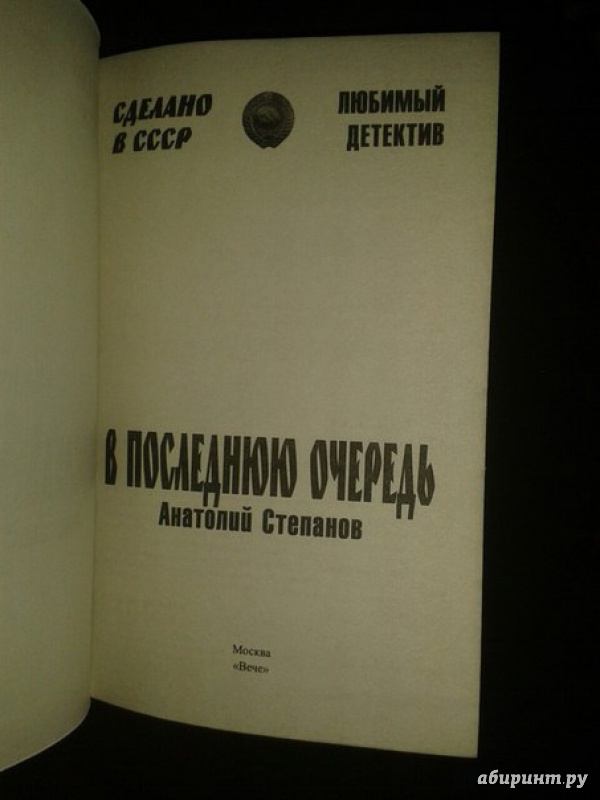 СДЕЛАНО
В СССР
ЛЮБИМЫЙ
ДЕТЕКТИВ
В ПОСЛЕДНЮЮ ОЧЕРЕДЬ
Анатолий Степанов
Москва
«Вече»
абиринт.ру